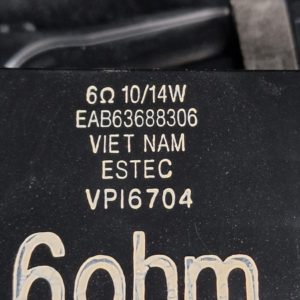 6Ω 10/14W
EAB63688306
VIET NAM
ESTEC
VPI6704
6ohm